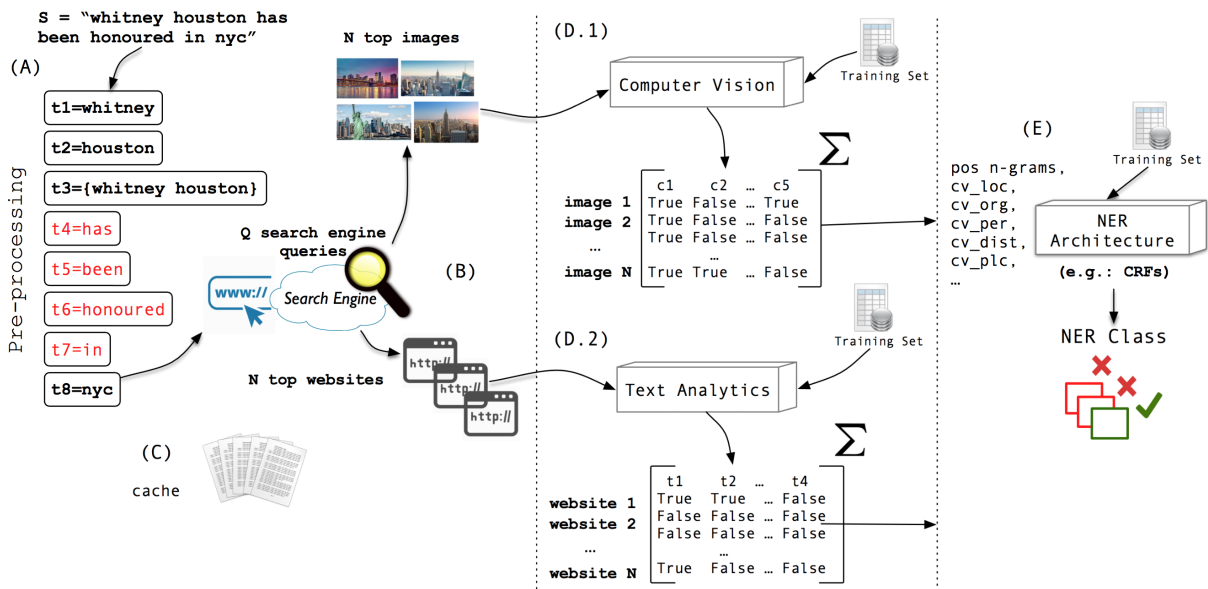 S = “whitney houston has
been honoured in nyc”
(A)
Pre-processing
t1=whitney
t2=houston
t3={whitney houston}
t4=has
t5=been
t6=honoured
t7=in
t8=nyc
N top images
Q search engine
queries
(B)
www://
Search Engine
N top websites
http://
http://
http://
(C)
cache
(D.1)
Training Set
Computer Vision
∑
c1 c2 … c5
image 1 True False … True
image 2 True False … False
True False … False
… …
image N True True … False
(D.2)
Training Set
Text Analytics
∑
t1 t2 … t4
website 1 True True … False
website 2 False False … False
False False … False
… …
website N True False … False
(E)
Training Set
pos n-grams,
cv_loc,
cv_org,
cv_per,
cv_dist,
cv_plc,
…
NER
Architecture
(e.g.: CRFs)
NER Class